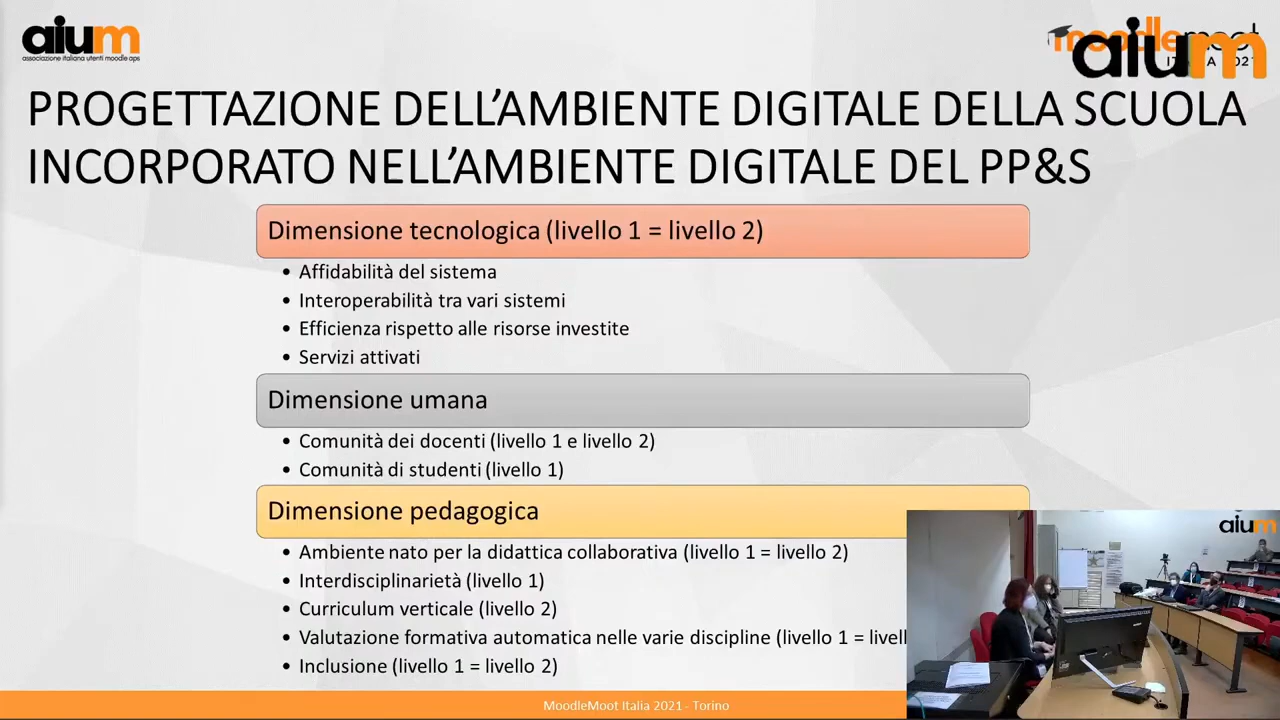 aium
associazione italiana utenti moodle aps
aium
PROGETTAZIONE DELL'AMBIENTE DIGITALE DELLA SCUOLA
INCORPORATO NELL'AMBIENTE DIGITALE DEL PP&S
Dimensione tecnologica (livello 1 = livello 2)
• Affidabilità del sistema
• Interoperabilità tra vari sistemi
• Efficienza rispetto alle risorse investite
• Servizi attivati
Dimensione umana
• Comunità dei docenti (livello 1 e livello 2)
• Comunità di studenti (livello 1)
Dimensione pedagogica
• Ambiente nato per la didattica collaborativa (livello 1 = livello 2)
• Interdisciplinarietà (livello 1)
• Curriculum verticale (livello 2)
• Valutazione formativa automatica nelle varie discipline (livello 1 = livell
• Inclusione (livello 1 = livello 2)
aium
MoodleMoot Italia 2021 - Torino